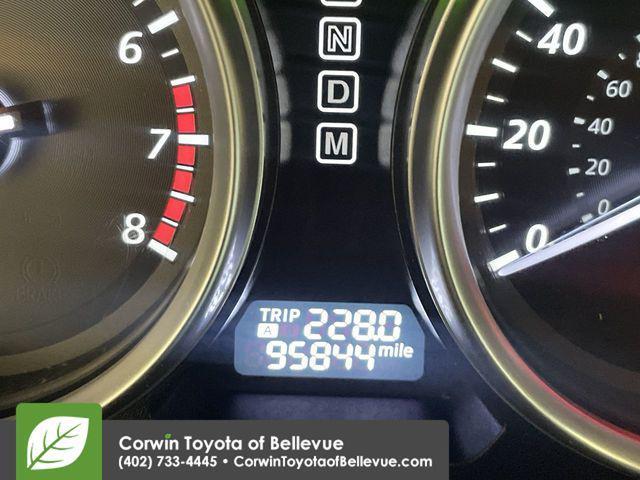 N
D
M
6
7
8
40
20
0
60
40
20
0
TRIP A 228.0
95844 mile
Corwin Toyota of Bellevue
(402) 733-4445 • CorwinToyotaofBellevue.com